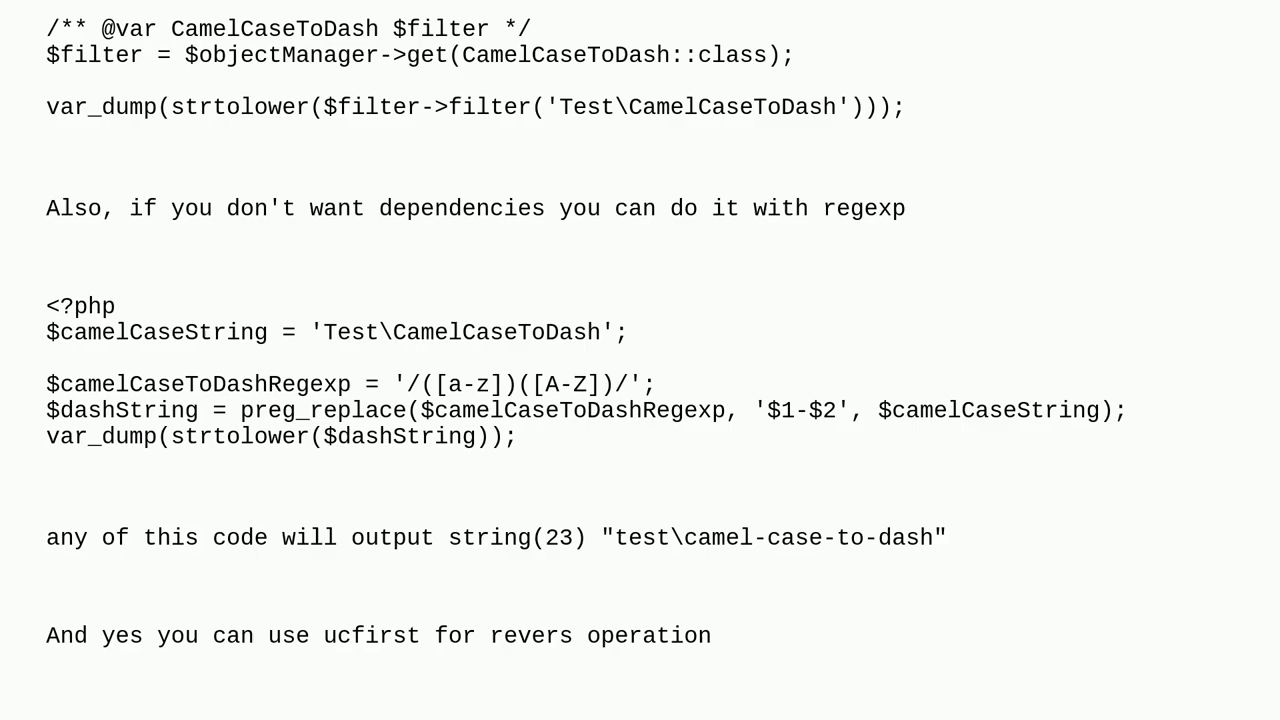 /** @var CamelCaseToDash $filter */
$filter = $objectManager->get(CamelCaseToDash::class);
var_dump(strtolower($filter->filter('Test\CamelCaseToDash')));
Also, if you don't want dependencies you can do it with regexp
<?php
$camelCaseString = 'Test\CamelCaseToDash';
$camelCaseToDashRegexp = '/([a-z])([A-Z])/';
$dashString = preg_replace($camelCaseToDashRegexp, '$1-$2', $camelCaseString);
var_dump(strtolower($dashString));
any of this code will output string(23) "test\camel-case-to-dash"
And yes you can use ucfirst for revers operation